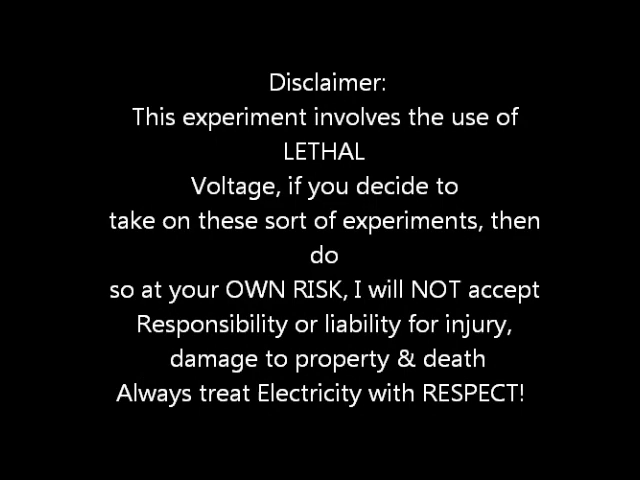 Disclaimer:
This experiment involves the use of
LETHAL
Voltage, if you decide to
take on these sort of experiments, then
do
so at your OWN RISK, I will NOT accept
Responsibility or liability for injury,
damage to property & death
Always treat Electricity with RESPECT!